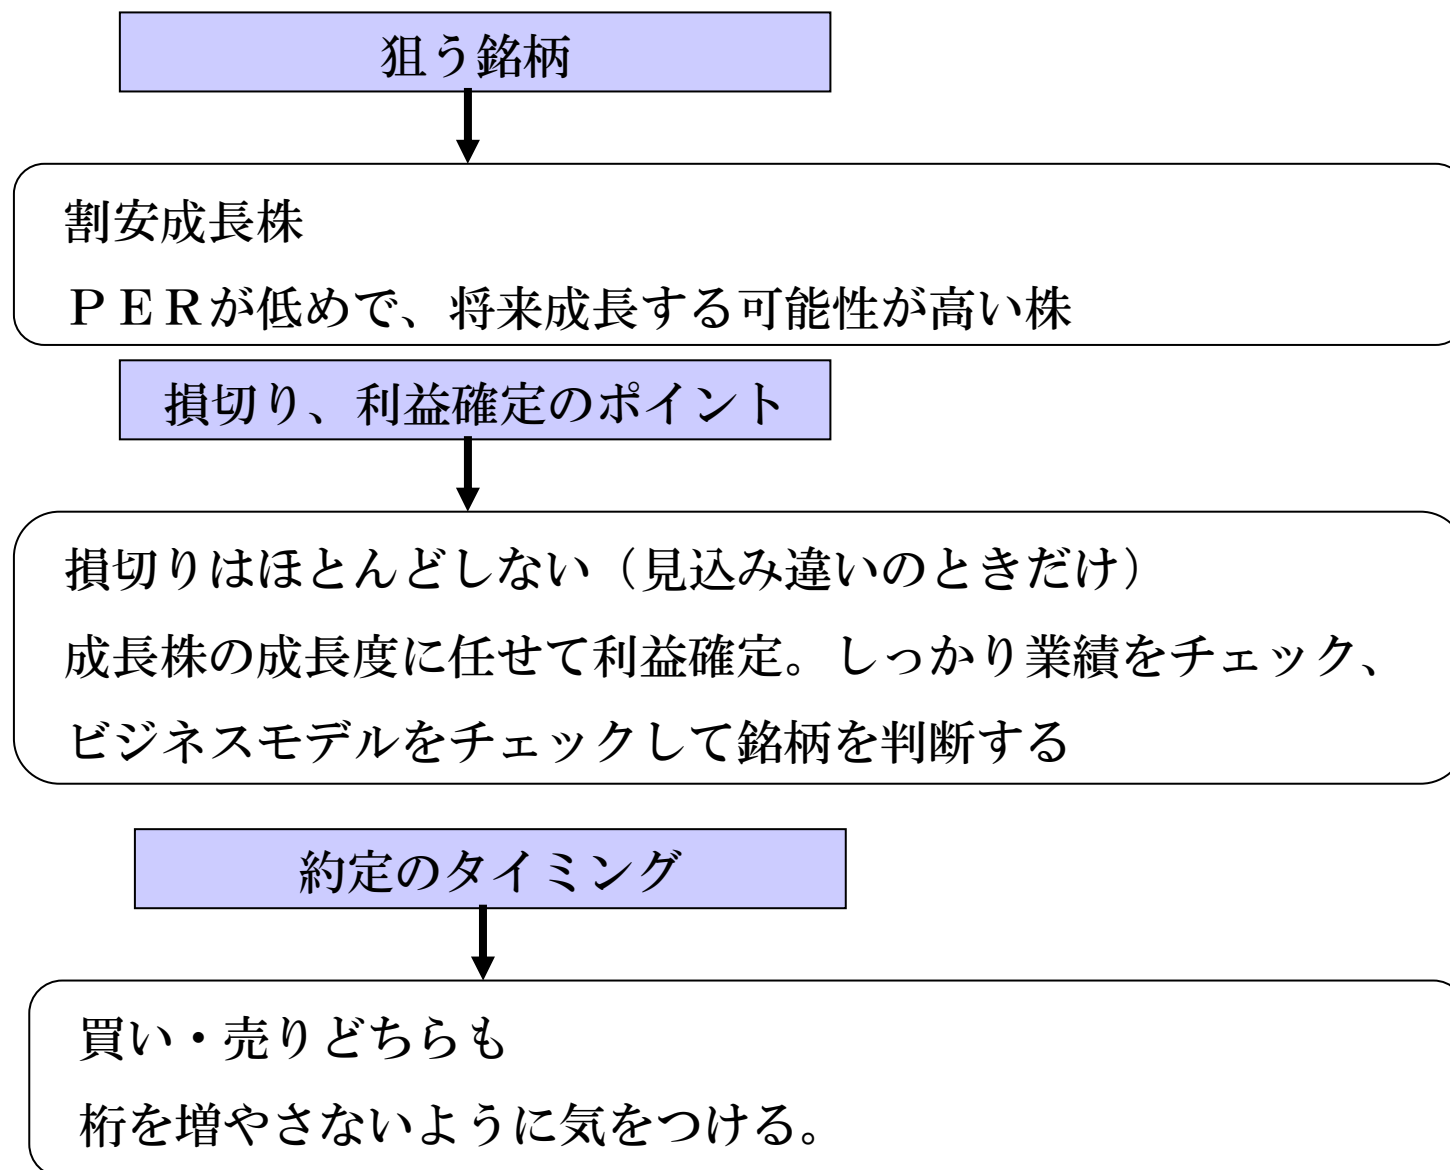 狙う銘柄
割安成長株
ＰＥＲが低めで、将来成長する可能性が高い株
損切り、利益確定のポイント
損切りはほとんどしない（見込み違いのときだけ）
成長株の成長度に任せて利益確定。しっかり業績をチェック、
ビジネスモデルをチェックして銘柄を判断する
約定のタイミング
買い・売りどちらも
桁を増やさないように気をつける。